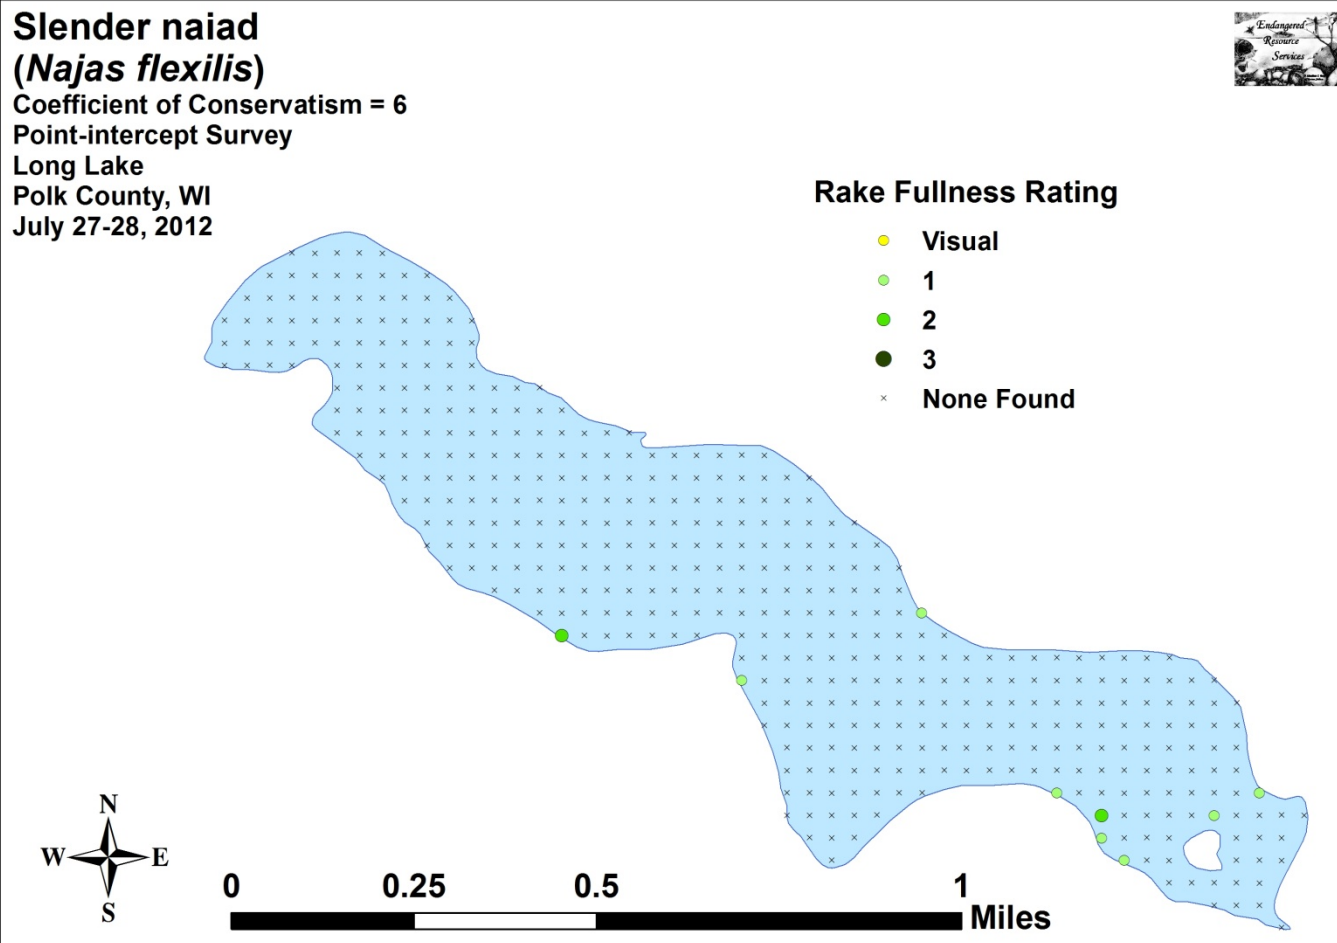 Slender naiad
(Najas flexilis)
Coefficient of Conservatism = 6
Point-intercept Survey
Long Lake
Polk County, WI
July 27-28, 2012
Endangered
Resource
Services
Rake Fullness Rating
Visual
1
2
3
None Found
N
W E
S
0 0.25 0.5 1
Miles